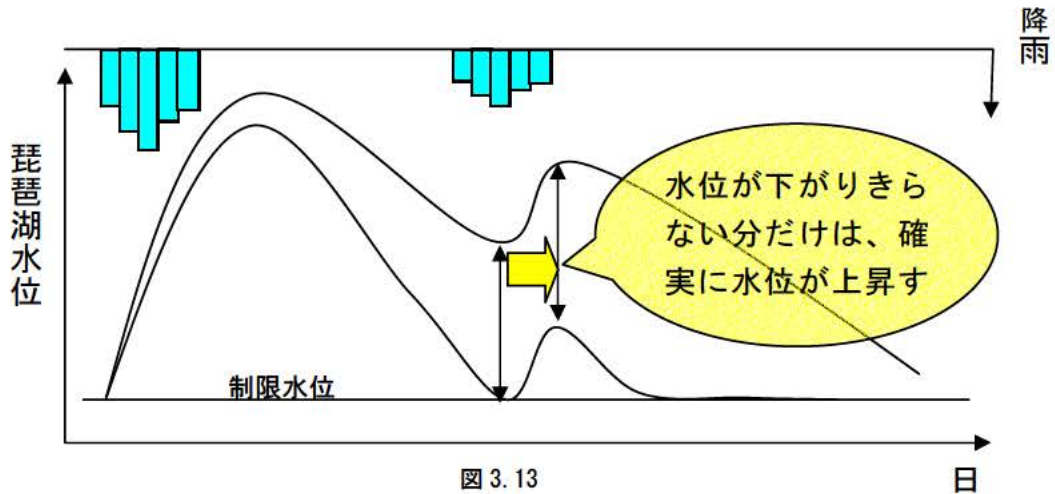 降雨
琵琶湖水位
水位が下がりきら
ない分だけは、確
実に水位が上昇す
制限水位
図 3.13
日